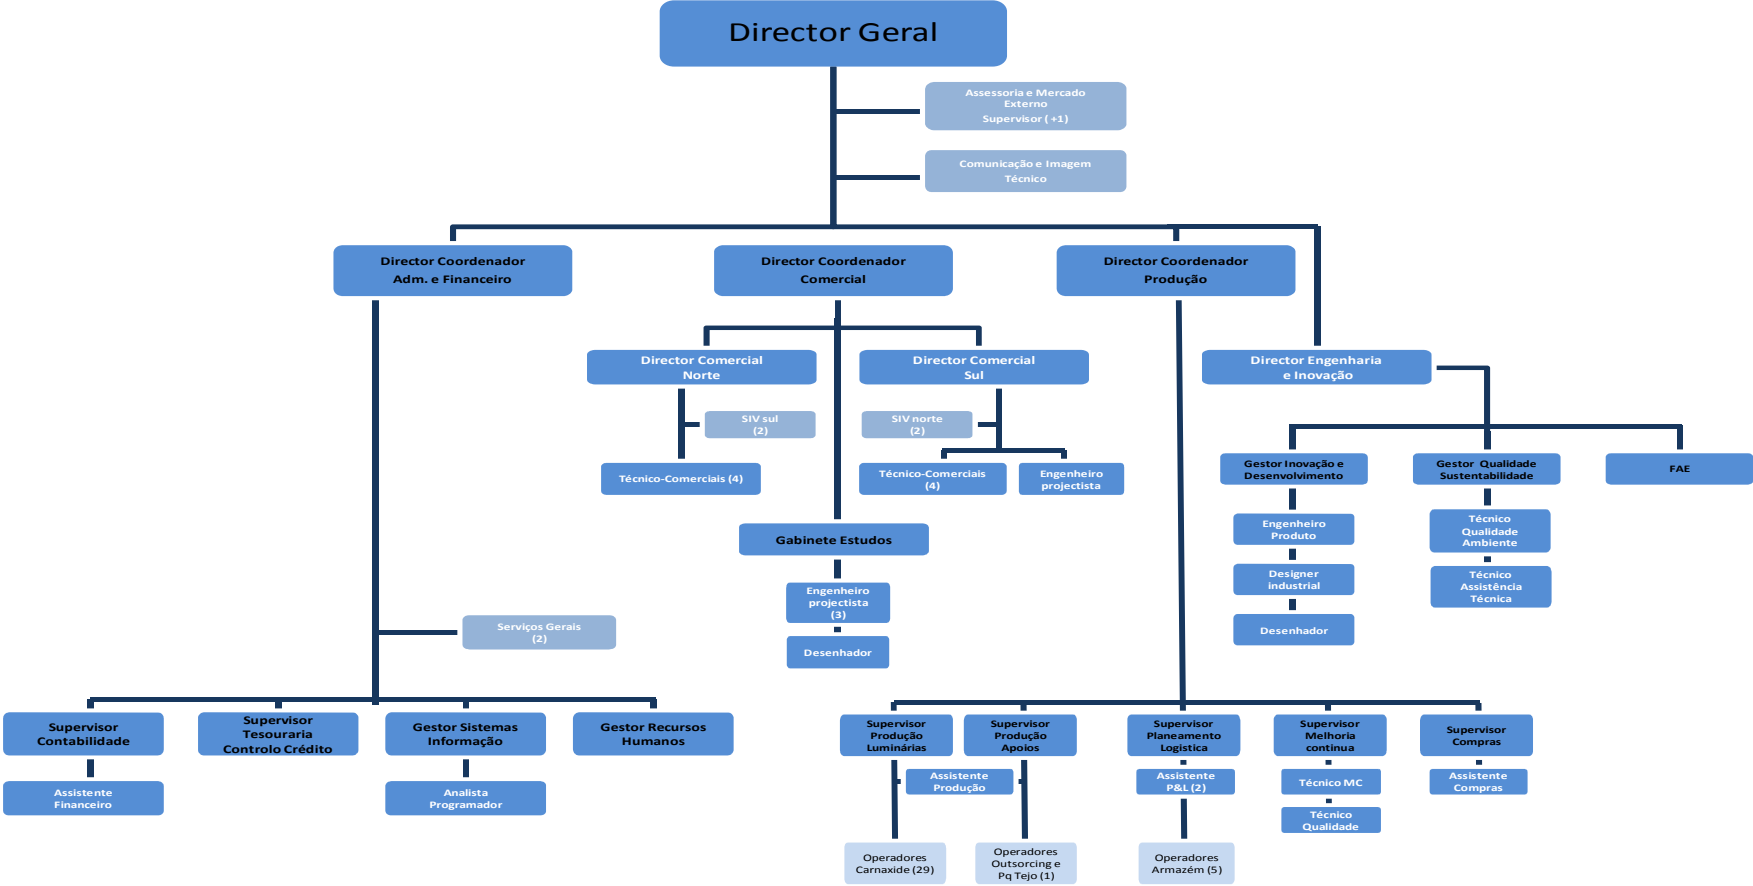 Director Geral
Assessoria e Mercado
Externo
Supervisor ( +1)
Comunicação e Imagem
Técnico
Director Coordenador
Adm. e Financeiro
Director Coordenador
Comercial
Director Coordenador
Produção
Director Comercial
Norte
Director Comercial
Sul
Director Engenharia
e Inovação
SIV sul
(2)
SIV norte
(2)
Técnico-Comerciais (4)
Técnico-Comerciais
(4)
Engenheiro
projectista
Gestor Inovação e
Desenvolvimento
Gestor Qualidade
Sustentabilidade
FAE
Engenheiro
Produto
Técnico
Qualidade
Ambiente
Gabinete Estudos
Designer
industrial
Técnico
Assistência
Técnica
Engenheiro
projectista
(3)
Desenhador
Serviços Gerais
(2)
Desenhador
Supervisor
Contabilidade
Supervisor
Tesouraria
Controlo Crédito
Gestor Sistemas
Informação
Gestor Recursos
Humanos
Supervisor
Produção
Luminárias
Supervisor
Produção
Apoios
Supervisor
Planeamento
Logistica
Supervisor
Melhoria
continua
Supervisor
Compras
Assistente
Financeiro
Analista
Programador
Assistente
Produção
Assistente
P&L (2)
Técnico MC
Assistente
Compras
Técnico
Qualidade
Operadores
Carnaxide (29)
Operadores
Outsorcing e
Pq Tejo (1)
Operadores
Armazém (5)